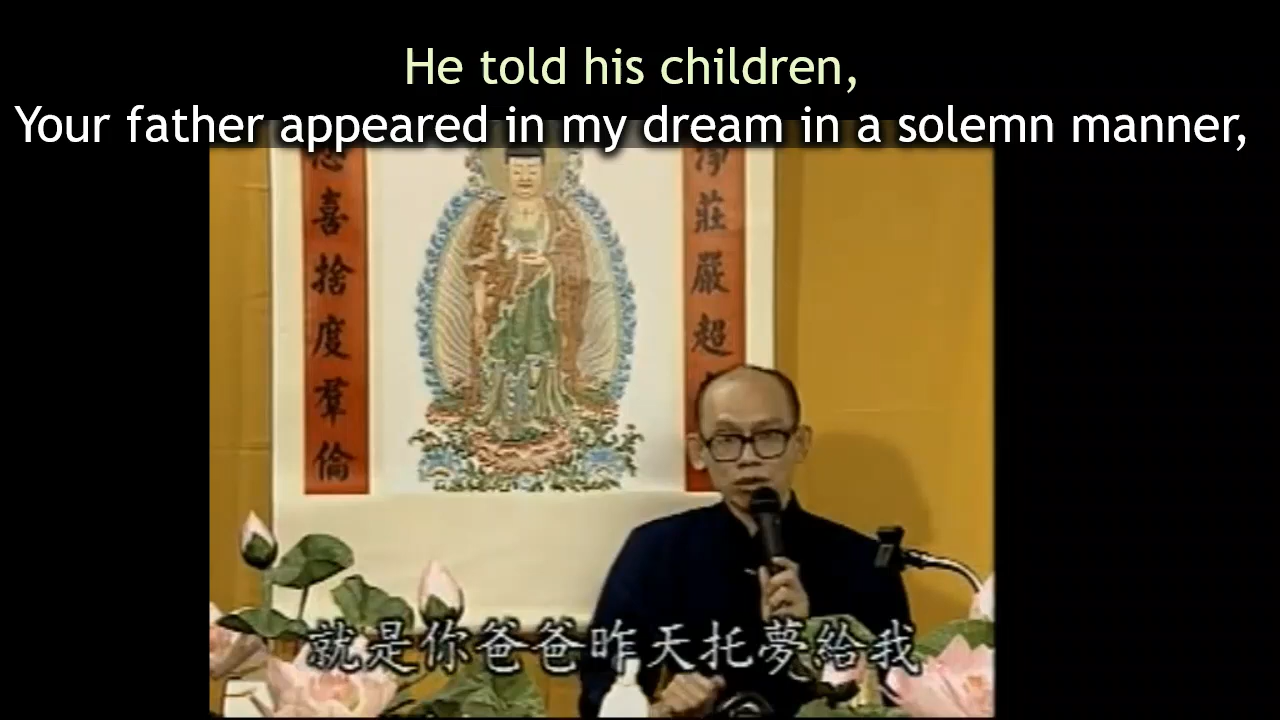 He told his children,
Your father appeared in my dream in a solemn manner,
喜捨度羣倫
淨莊嚴超
就是你爸爸昨天托夢給我